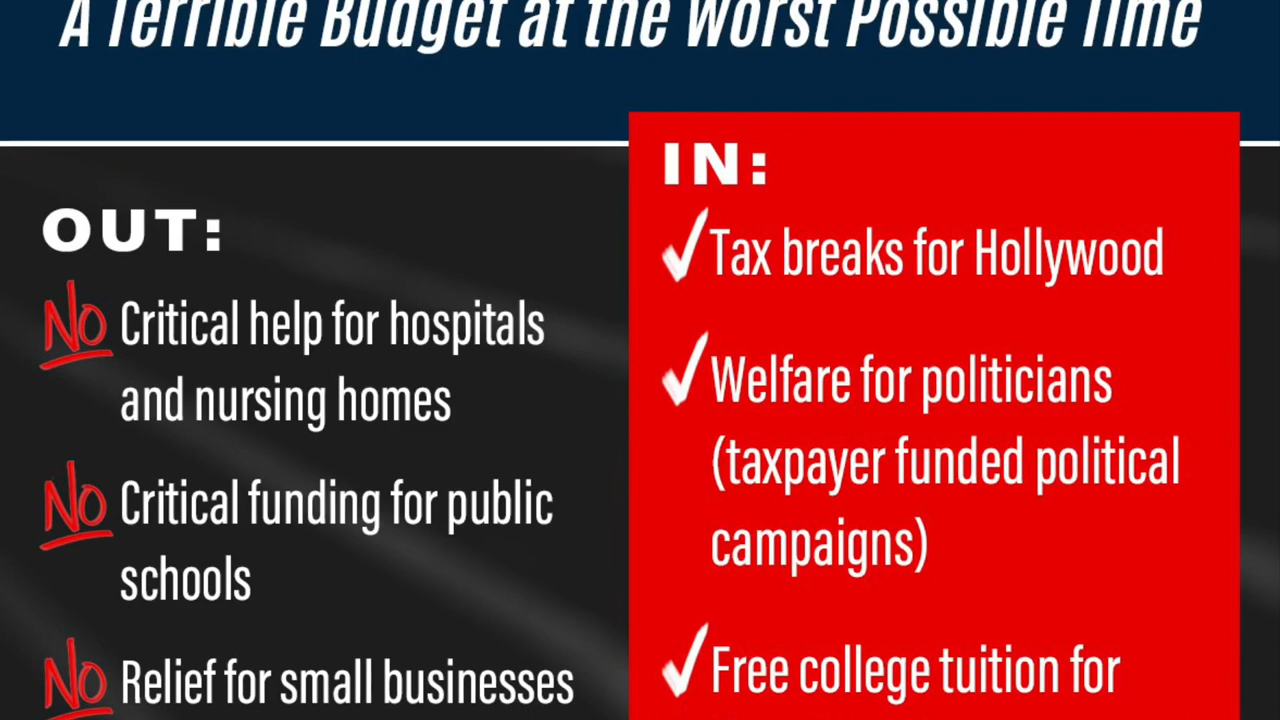 A Terrible Budget at the Worst Possible Time
OUT:
NO Critical help for hospitals
and nursing homes
NO Critical funding for public
schools
NO Relief for small businesses
IN:
Tax breaks for Hollywood
Welfare for politicians
(taxpayer funded political
campaigns)
Free college tuition for